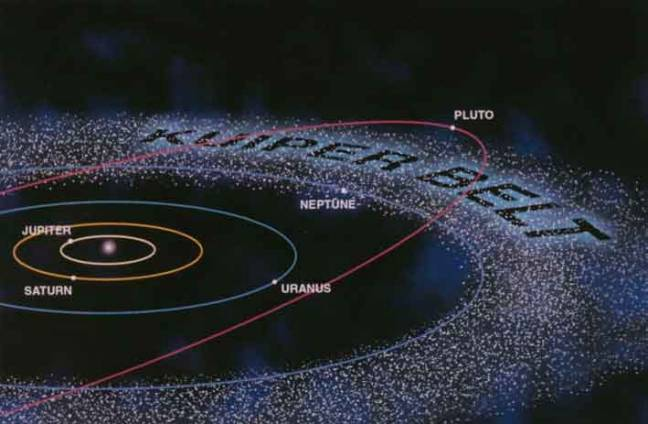 PLUTO
KUIPER BELT
NEPTUNE
JUPITER
SATURN
URANUS